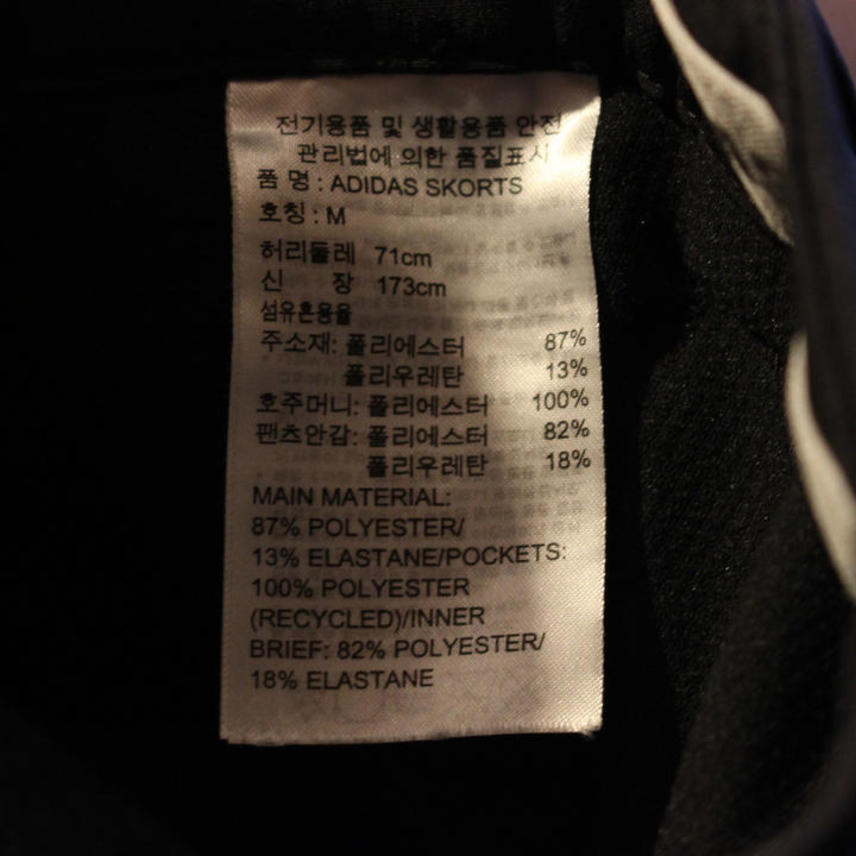 전기용품 및 생활용품 안전
관리법에 의한 품질표시
품 명 : ADIDAS SKORTS
호칭 : M
허리둘레 71cm
신 장 173cm
섬유혼용율
주소재: 폴리에스터 87%
폴리우레탄 13%
호주머니: 폴리에스터 100%
팬츠안감: 폴리에스터 82%
폴리우레탄 18%
MAIN MATERIAL:
87% POLYESTER/
13% ELASTANE/POCKETS:
100% POLYESTER
(RECYCLED)/INNER
BRIEF: 82% POLYESTER/
18% ELASTANE